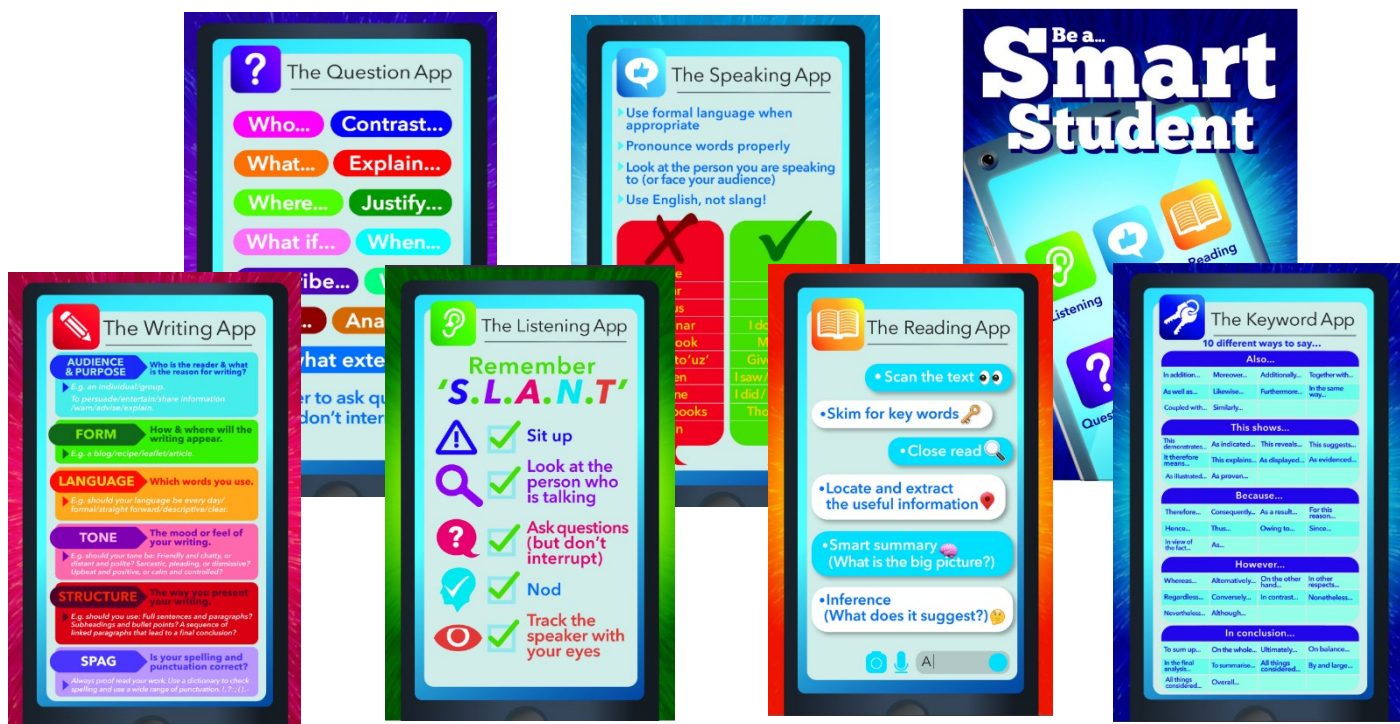 The Question App
Who... Contrast...
What... Explain...
Where... Justify...
What if... When...
The Speaking App
Use formal language when
appropriate
Pronounce words properly
Look at the person you are speaking
to (or face your audience)
Use English, not slang!
Be a...
Smart
Student
Listening
Reading
The Writing App
AUDIENCE
& PURPOSE
Who is the reader & what
is the reason for writing?
E.g. an individual/group.
To persuade/entertain/share information
/warn/advise/explain.
FORM
How & where will the
writing appear.
E.g. a blog/recipe/leaflet/article.
LANGUAGE
Which words you use.
E.g. should your language be every day/
formal/straight forward/descriptive/clear.
TONE
The mood or feel of
your writing.
E.g. should your tone be: Friendly and chatty, or
distant and polite? Sarcastic, pleading, or dismissive?
Upbeat and positive, or calm and controlled?
STRUCTURE
The way you present
your writing.
E.g. should you use: Full sentences and paragraphs?
Subheadings and bullet points? A sequence of
linked paragraphs that lead to a final conclusion?
SPAG
Is your spelling and
punctuation correct?
Always proof read your work. Use a dictionary to check
spelling and use a wide range of punctuation.
The Listening App
Remember
'S.L.A.N.T'
Sit up
Look at the
person who
is talking
Ask questions
(but don't
interrupt)
Nod
Track the
speaker with
your eyes
The Reading App
•Scan the text
•Skim for key words
•Close read
•Locate and extract
the useful information
•Smart summary
(What is the big picture?)
•Inference
(What does it suggest?)
A
The Keyword App
10 different ways to say...
Also...
In addition... Moreover... Additionally... Together with...
As well as... Likewise... Furthermore... In the same way...
Coupled with... Similarly...
This shows...
This demonstrates... As indicated... This reveals... This suggests...
It therefore means... This explains... As displayed... As evidenced...
As illustrated... As proven...
Because...
Therefore... Consequently... As a result... For this reason...
Hence... Thus... Owing to... Since...
In view of the fact... As...
However...
Whereas... Alternatively... On the other hand... In other respects...
Regardless... Conversely... In contrast... Nonetheless...
Nevertheless... Although...
In conclusion...
To sum up... On the whole... Ultimately... On balance...
In the final analysis... To summarise... All things considered... By and large...
All things considered... Overall...